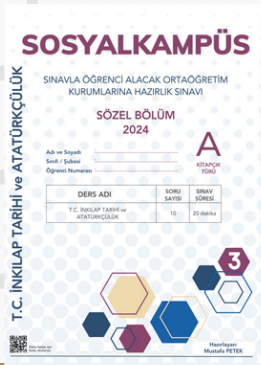 SOSYALKAMPÜS
SINAVLA ÖĞRENCİ ALACAK ORTAÖĞRETİM
KURUMLARINA HAZIRLIK SINAVI
SÖZEL BÖLÜM
2024
Adı ve Soyadı
Sınıfı / Şubesi
Öğrenci Numarası
A
KİTAPÇIK
TÜRÜ
DERS ADI SORU SAYISI SINAV SÜRESİ
T.C. İNKILAP TARİHİ ve ATATÜRKÇÜLÜK 10 20 dakika
T.C. İNKILAP TARİHİ ve ATATÜRKÇÜLÜK
3
Hazırlayan:
Mustafa PETEK